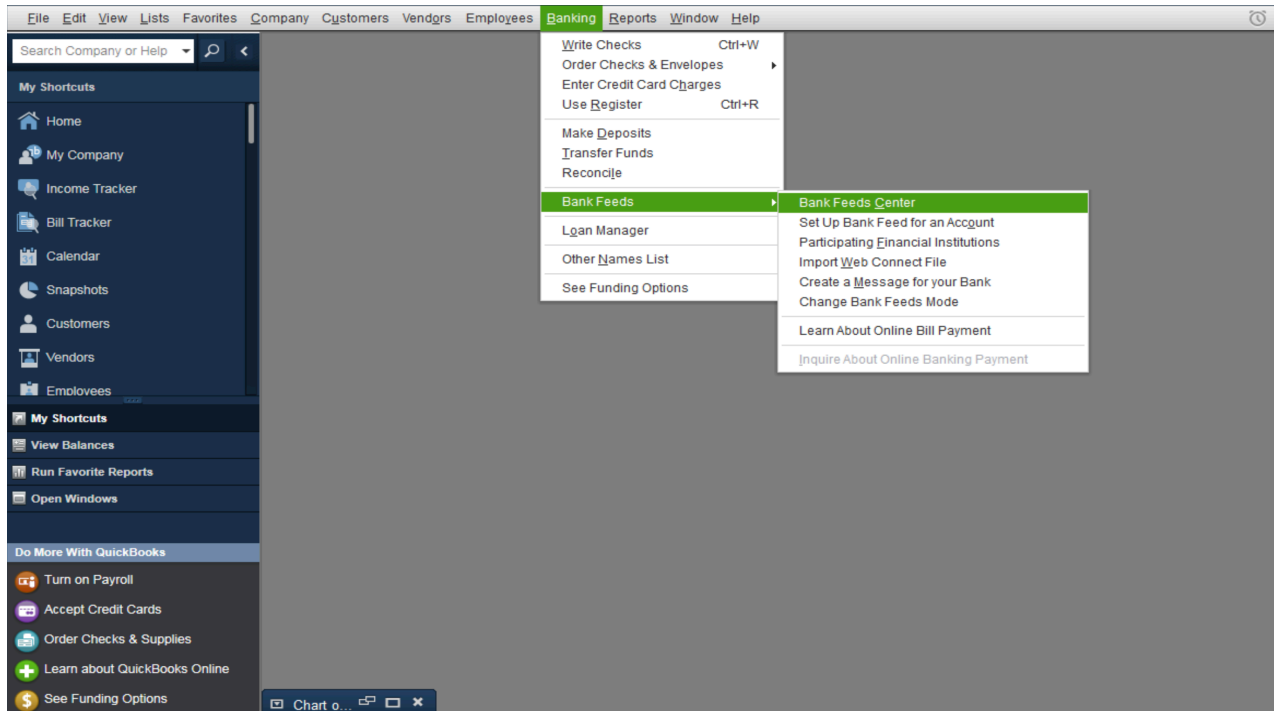 File Edit View Lists Favorites Company Customers Vendors Employees Banking Reports Window Help
Search Company or Help
My Shortcuts
Home
My Company
Income Tracker
Bill Tracker
Calendar
Snapshots
Customers
Vendors
Employees
My Shortcuts
View Balances
Run Favorite Reports
Open Windows
Do More With QuickBooks
Turn on Payroll
Accept Credit Cards
Order Checks & Supplies
Learn about QuickBooks Online
See Funding Options
Write Checks Ctrl+W
Order Checks & Envelopes
Enter Credit Card Charges
Use Register Ctrl+R
Make Deposits
Transfer Funds
Reconcile
Bank Feeds
Loan Manager
Other Names List
See Funding Options
Bank Feeds Center
Set Up Bank Feed for an Account
Participating Financial Institutions
Import Web Connect File
Create a Message for your Bank
Change Bank Feeds Mode
Learn About Online Bill Payment
Inquire About Online Banking Payment
Chart o...